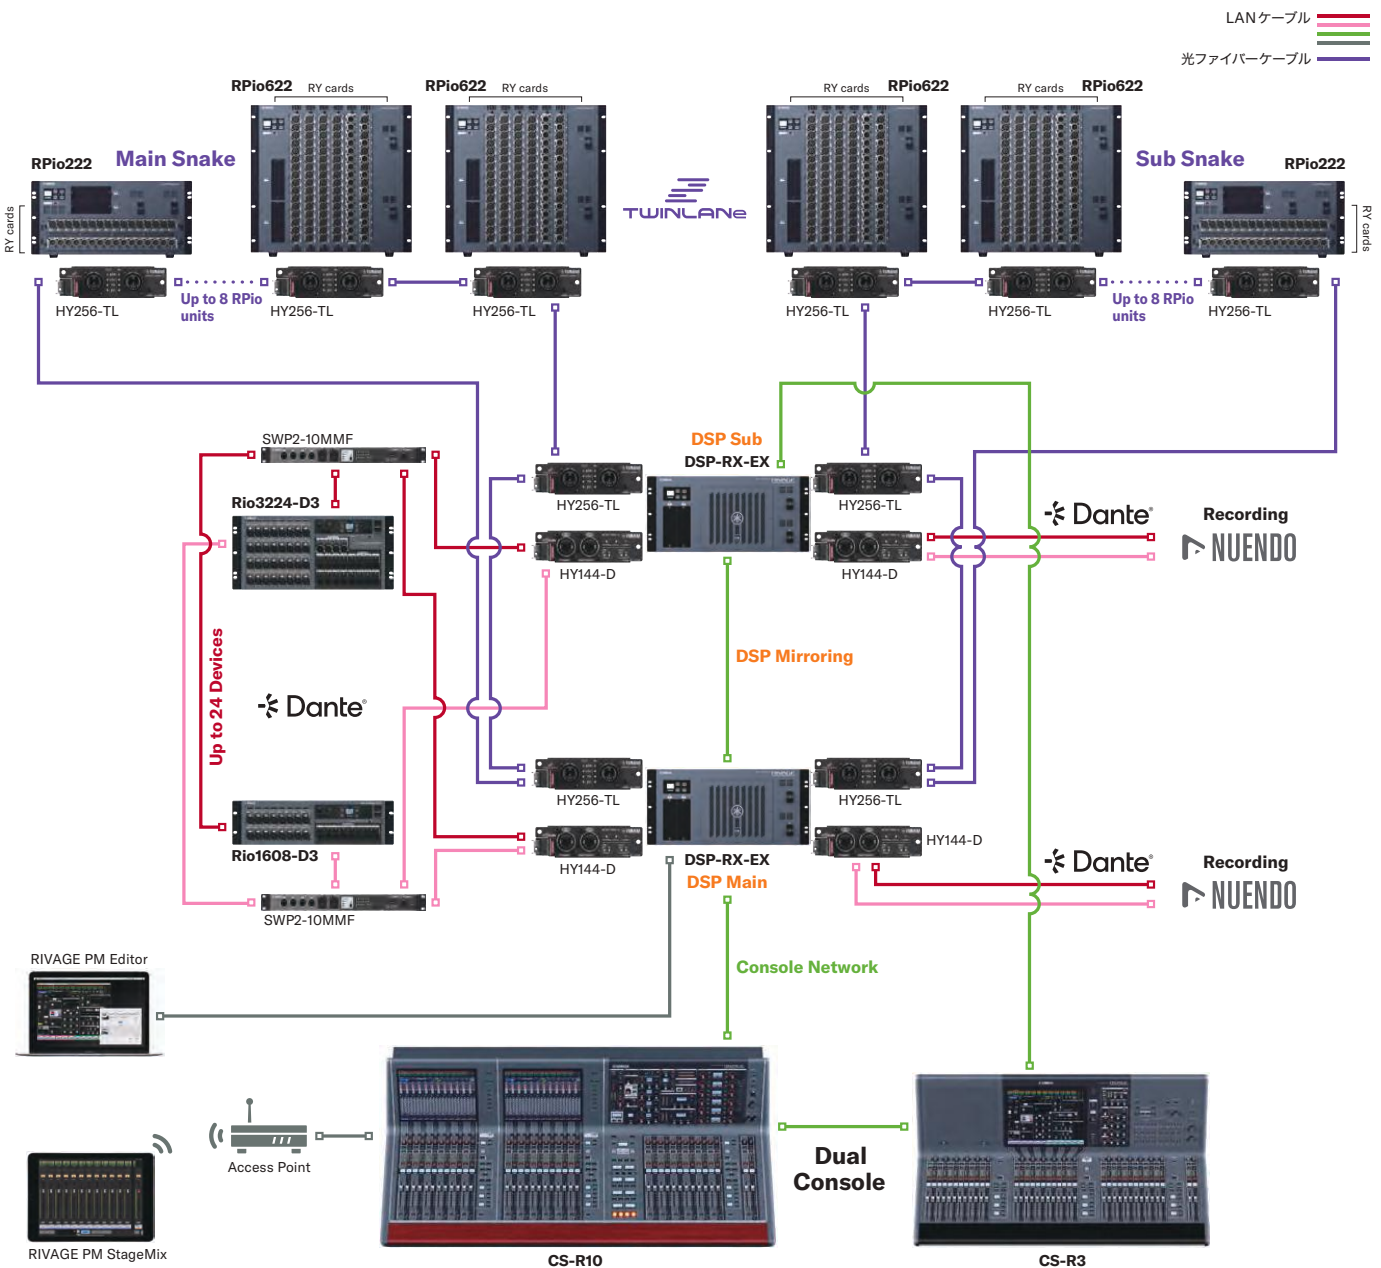 LANケーブル
光ファイバーケーブル
RPio622
RY cards
RPio622
RY cards
RY cards
RPio622
RY cards
RPio622
RPio222
Main Snake
TWINLANe
Sub Snake
RPio222
RY cards
RY cards
HY256-TL
Up to 8 RPio
units
HY256-TL
HY256-TL
HY256-TL
HY256-TL
Up to 8 RPio
units
HY256-TL
SWP2-10MMF
DSP Sub
DSP-RX-EX
Rio3224-D3
HY256-TL
HY256-TL
Dante
Recording
NUENDO
HY144-D
HY144-D
Up to 24 Devices
DSP Mirroring
Dante
HY256-TL
HY256-TL
Rio1608-D3
HY144-D
DSP-RX-EX
DSP Main
HY144-D
Dante
Recording
NUENDO
SWP2-10MMF
RIVAGE PM Editor
Console Network
Access Point
Dual
Console
RIVAGE PM StageMix
CS-R10
CS-R3